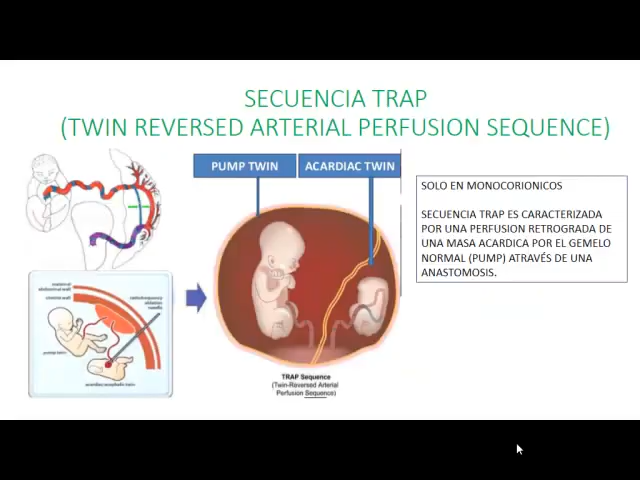 SECUENCIA TRAP
(TWIN REVERSED ARTERIAL PERFUSION SEQUENCE)
PUMP TWIN
ACARDIAC TWIN
SOLO EN MONOCORIONICOS
SECUENCIA TRAP ES CARACTERIZADA
POR UNA PERFUSION RETROGRADA DE
UNA MASA ACARDICA POR EL GEMELO
NORMAL (PUMP) ATRAVÉS DE UNA
ANASTOMOSIS.
TRAP Sequence
(Twin-Reversed Arterial
Perfusion Sequence)